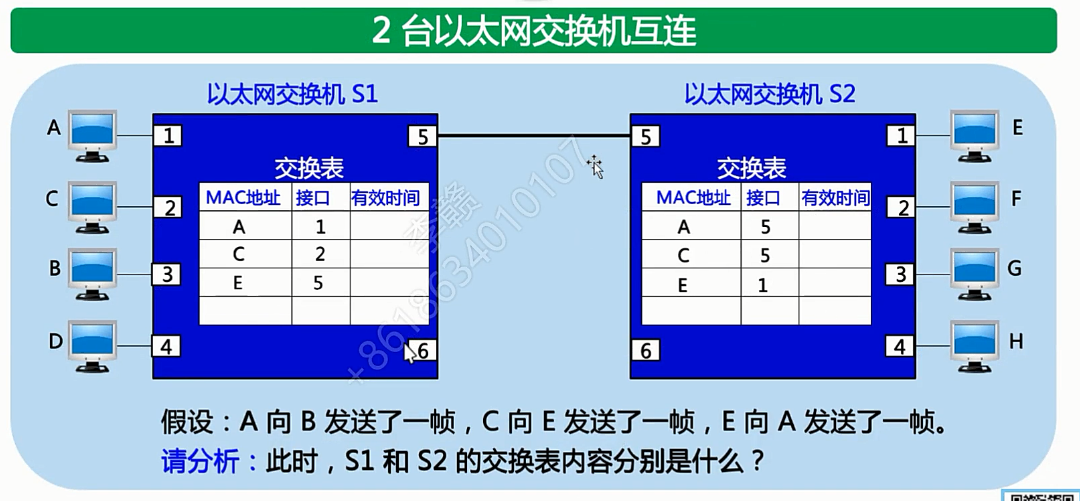 2 台以太网交换机互连
以太网交换机 S1
以太网交换机 S2
A
C
B
D
1
2
3
4
5
6
交换表
MAC地址 接口 有效时间
A 1
C 2
E 5
5
6
交换表
MAC地址 接口 有效时间
A 5
C 5
E 1
1
2
3
4
E
F
G
H
李赣
+8618634010107
假设：A 向 B 发送了一帧，C 向 E 发送了一帧，E 向 A 发送了一帧。
请分析：此时，S1 和 S2 的交换表内容分别是什么？